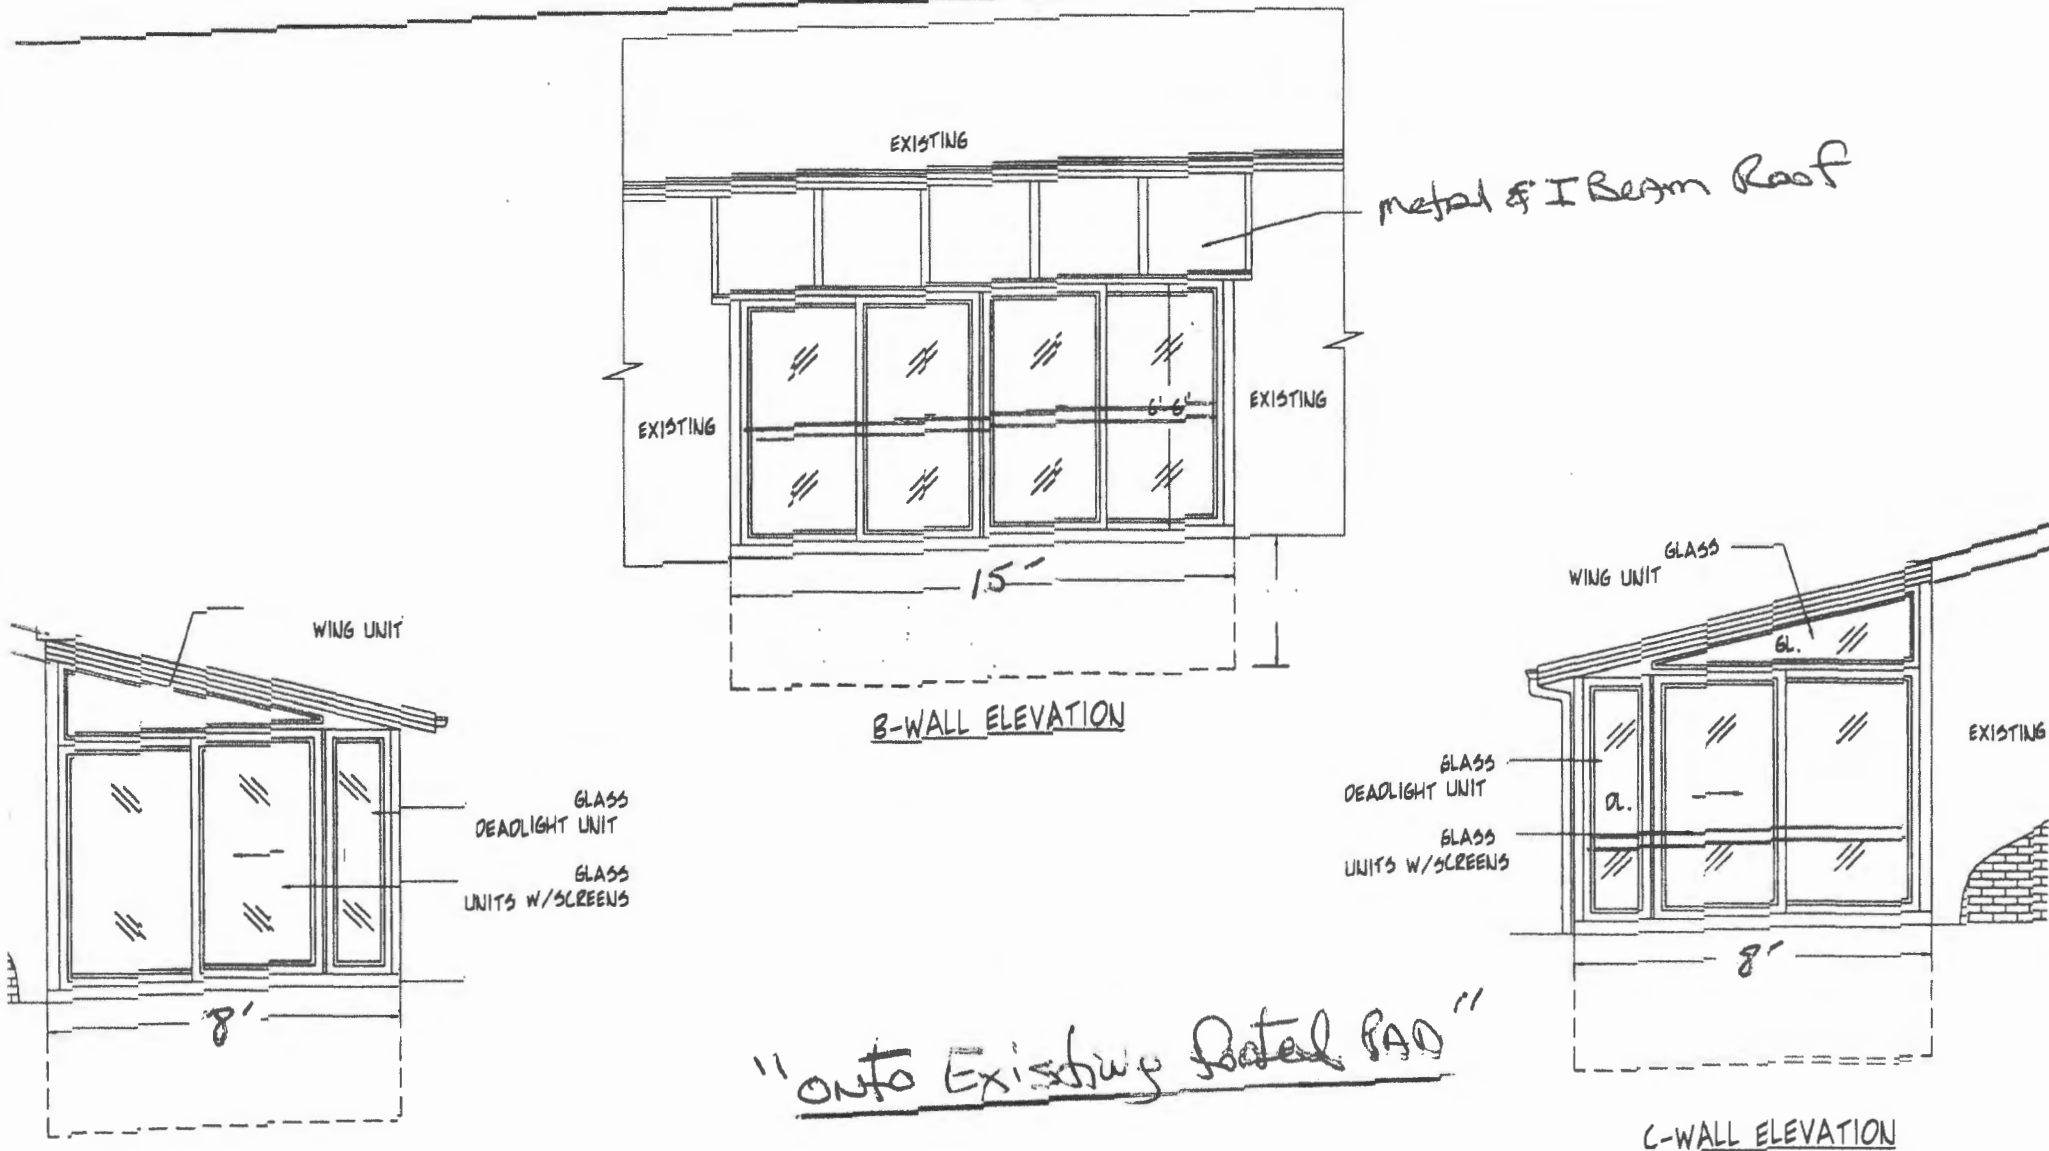 EXISTING
metal & I Beam Roof
6'-6"
EXISTING
EXISTING
15'
B-WALL ELEVATION
WING UNIT
GLASS
DEADLIGHT UNIT
GLASS
UNITS W/SCREENS
8'
GLASS
WING UNIT
GL.
EXISTING
GLASS
DEADLIGHT UNIT
DL.
GLASS
UNITS W/SCREENS
8'
"Onto Existing footed PAD"
C-WALL ELEVATION